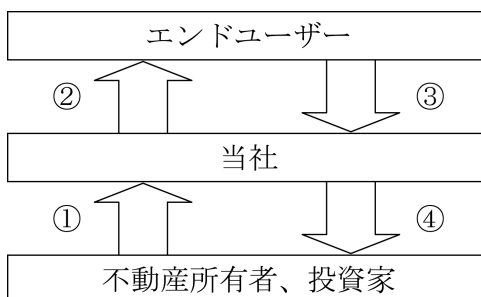 エンドユーザー
② ③
当社
① ④
不動産所有者、投資家